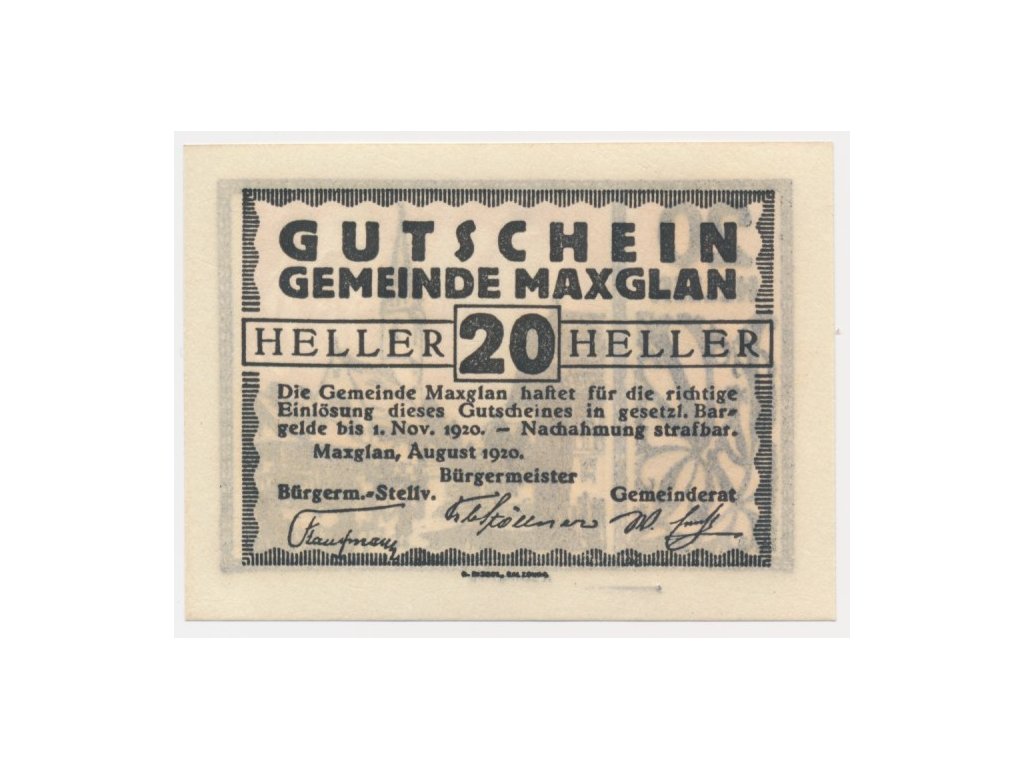 GUTSCHEIN
GEMEINDE MAXGLAN
HELLER 20 HELLER
Die Gemeinde Maxglan haftet für die richtige
Einlösung dieses Gutscheines in gesetzl. Bar-
gelde bis 1. Nov. 1920. – Nachahmung strafbar.
Maxglan, August 1920.
Bürgermeister
Bürgerm.-Stellv. Gemeinderat